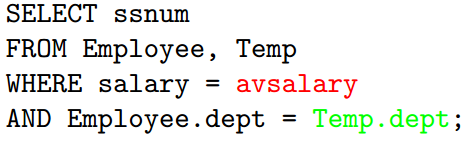 SELECT ssnum
FROM Employee, Temp
WHERE salary = avsalary
AND Employee.dept = Temp.dept;